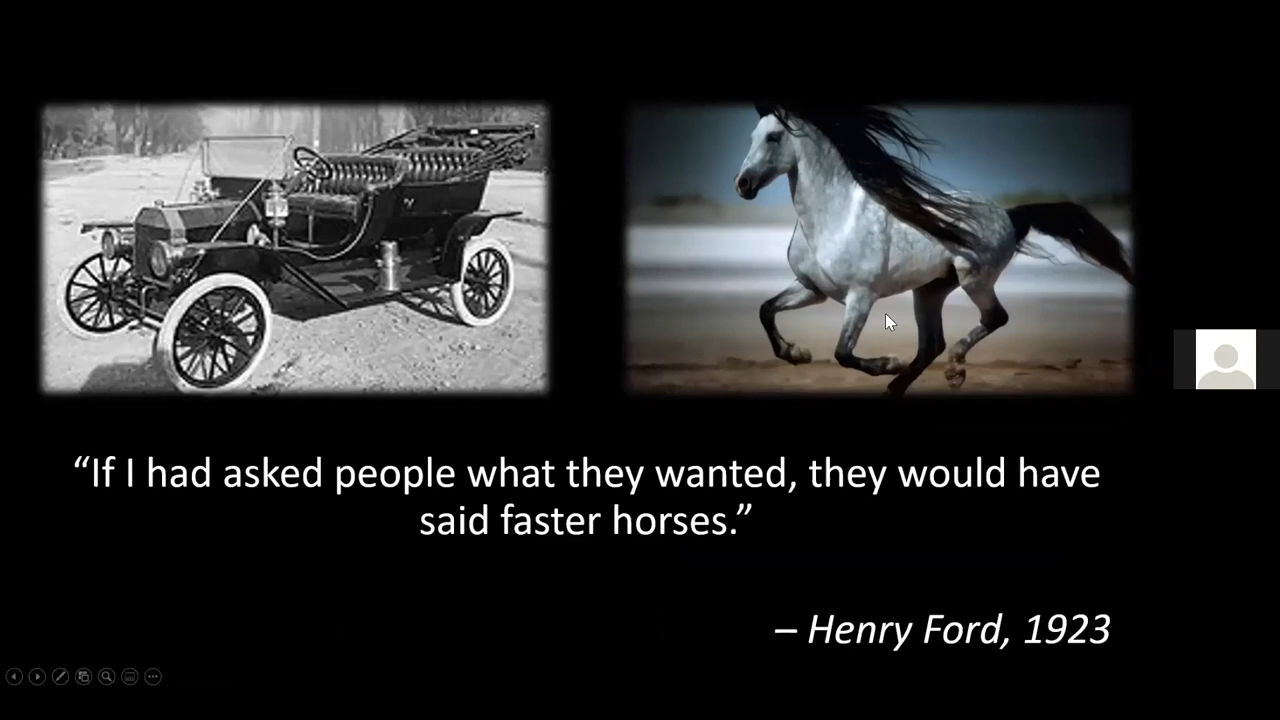 “If I had asked people what they wanted, they would have
said faster horses.”
– Henry Ford, 1923